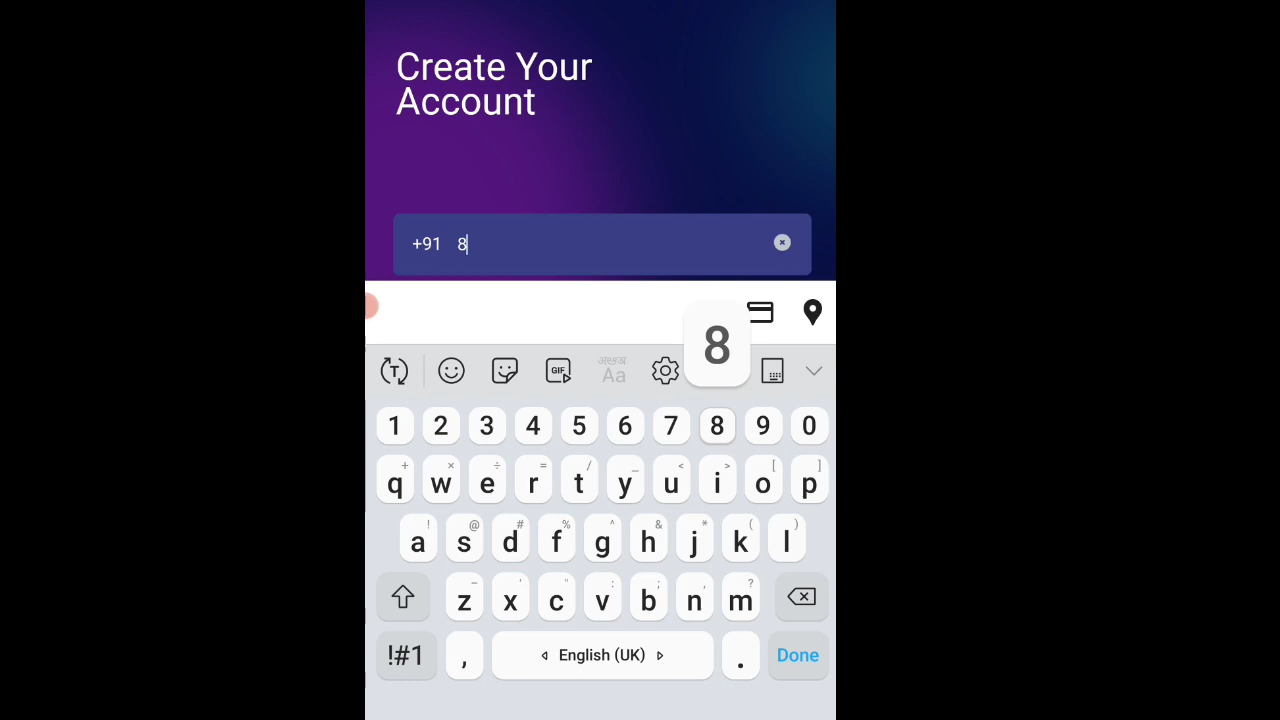 Create Your
Account
+91 8
8
GIF
Aa
1 2 3 4 5 6 7 8 9 0
+ × ÷ = / _ < > [ ]
q w e r t y u i o p
! @ # % ^ & * ( )
a s d f g h j k l
- ' " : ; , ?
z x c v b n m
!#1 , English (UK) . Done